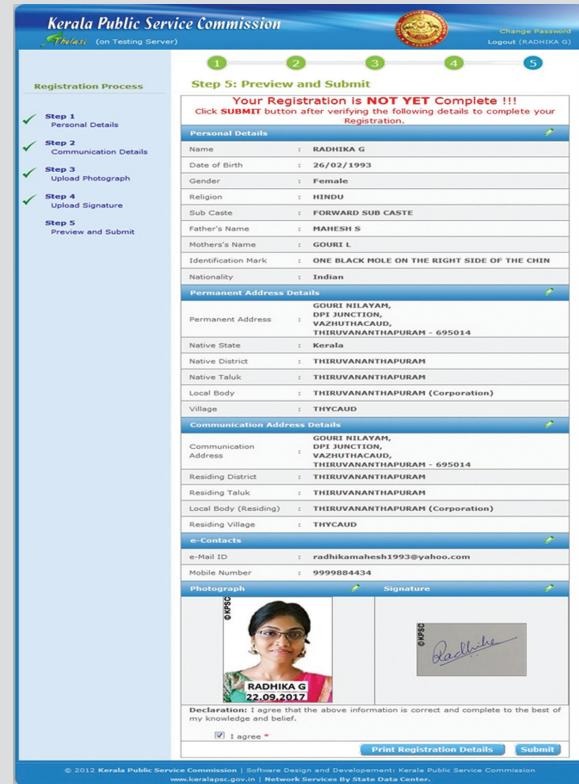 Kerala Public Service Commission
Thulasi (on Testing Server)
Change Password
Logout (RADHIKA G)
1 2 3 4 5
Registration Process
Step 1
Personal Details
Step 2
Communication Details
Step 3
Upload Photograph
Step 4
Upload Signature
Step 5
Preview and Submit
Step 5: Preview and Submit
Your Registration is NOT YET Complete !!!
Click SUBMIT button after verifying the following details to complete your
Registration.
Personal Details
Name : RADHIKA G
Date of Birth : 26/02/1993
Gender : Female
Religion : HINDU
Sub Caste : FORWARD SUB CASTE
Father's Name : MAHESH S
Mothers's Name : GOURI L
Identification Mark : ONE BLACK MOLE ON THE RIGHT SIDE OF THE CHIN
Nationality : Indian
Permanent Address Details
Permanent Address : GOURI NILAYAM,
DPI JUNCTION,
VAZHUTHACAUD,
THIRUVANANTHAPURAM - 695014
Native State : Kerala
Native District : THIRUVANANTHAPURAM
Native Taluk : THIRUVANANTHAPURAM
Local Body : THIRUVANANTHAPURAM (Corporation)
Village : THYCAUD
Communication Address Details
Communication Address : GOURI NILAYAM,
DPI JUNCTION,
VAZHUTHACAUD,
THIRUVANANTHAPURAM - 695014
Residing District : THIRUVANANTHAPURAM
Residing Taluk : THIRUVANANTHAPURAM
Local Body (Residing) : THIRUVANANTHAPURAM (Corporation)
Residing Village : THYCAUD
e-Contacts
e-Mail ID : radhikamahesh1993@yahoo.com
Mobile Number : 9999884434
Photograph
Signature
© KPSC
RADHIKA G
22.09.2017
© KPSC
Radhika
Declaration: I agree that the above information is correct and complete to the best of
my knowledge and belief.
I agree *
Print Registration Details
Submit
© 2012 Kerala Public Service Commission | Software Design and Developement: Kerala Public Service Commission
www.keralapsc.gov.in | Network Services By State Data Center.